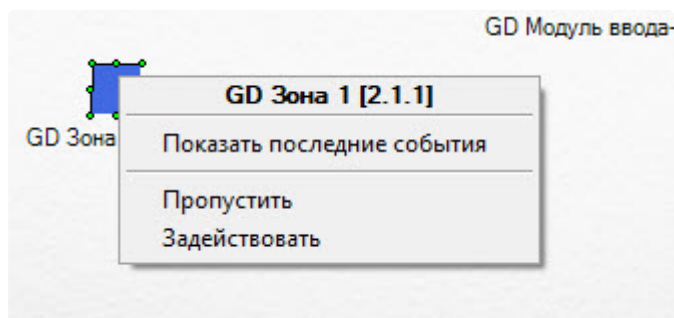 GD Модуль ввода-
GD Зона 1 [2.1.1]
GD Зона
Показать последние события
Пропустить
Задействовать